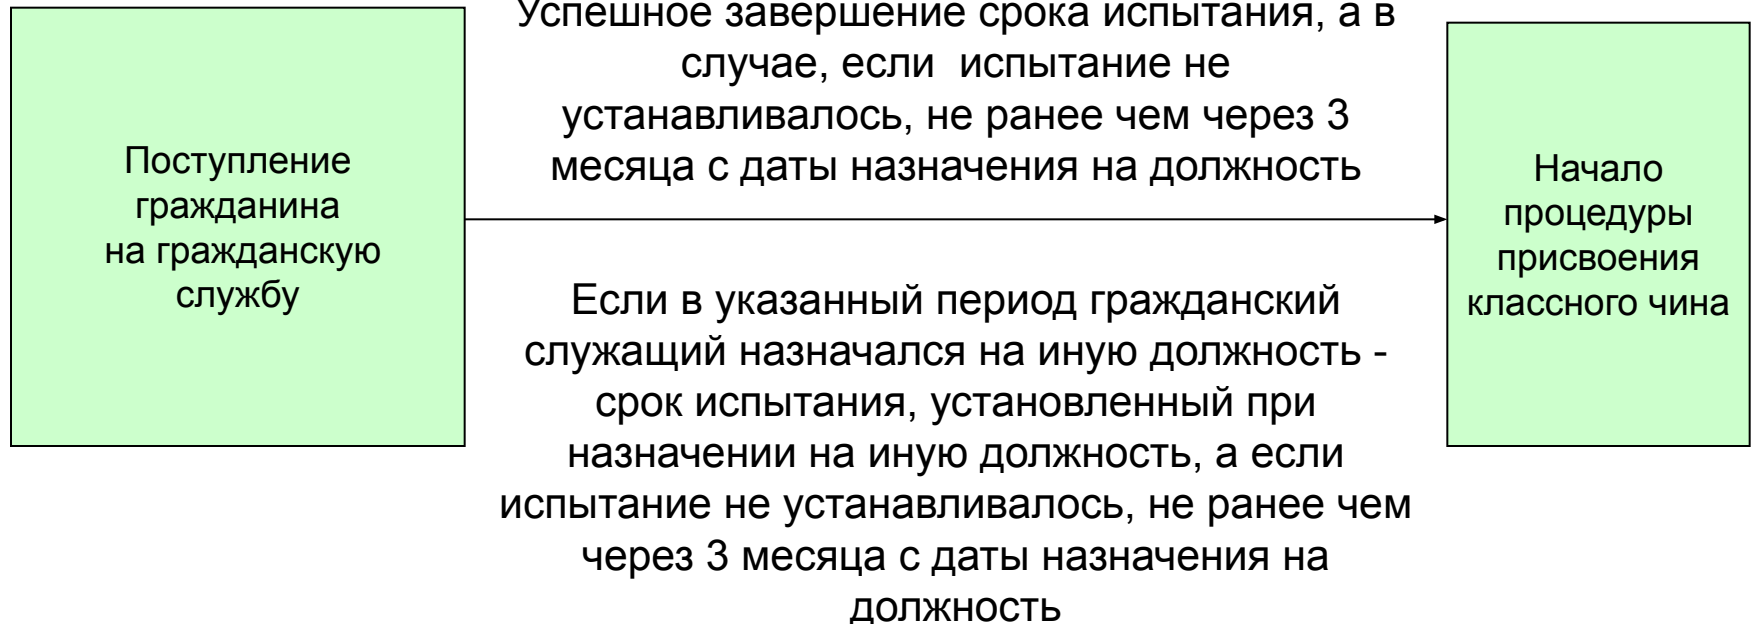 Поступление
гражданина
на гражданскую
службу
Успешное завершение срока испытания, а в
случае, если испытание не
устанавливалось, не ранее чем через 3
месяца с даты назначения на должность
Если в указанный период гражданский
служащий назначался на иную должность -
срок испытания, установленный при
назначении на иную должность, а если
испытание не устанавливалось, не ранее чем
через 3 месяца с даты назначения на
должность
Начало
процедуры
присвоения
классного чина